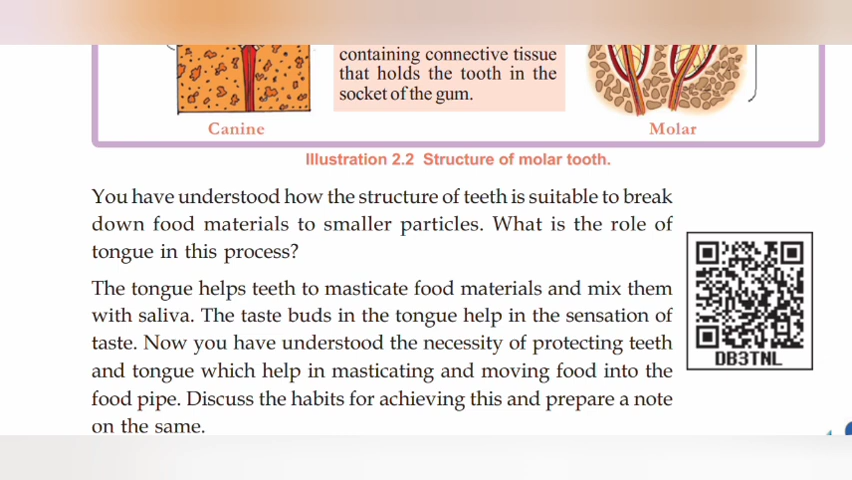 containing connective tissue
that holds the tooth in the
socket of the gum.
Canine
Molar
Illustration 2.2 Structure of molar tooth.
You have understood how the structure of teeth is suitable to break
down food materials to smaller particles. What is the role of
tongue in this process?
The tongue helps teeth to masticate food materials and mix them
with saliva. The taste buds in the tongue help in the sensation of
taste. Now you have understood the necessity of protecting teeth
and tongue which help in masticating and moving food into the
food pipe. Discuss the habits for achieving this and prepare a note
on the same.
DB3TNL